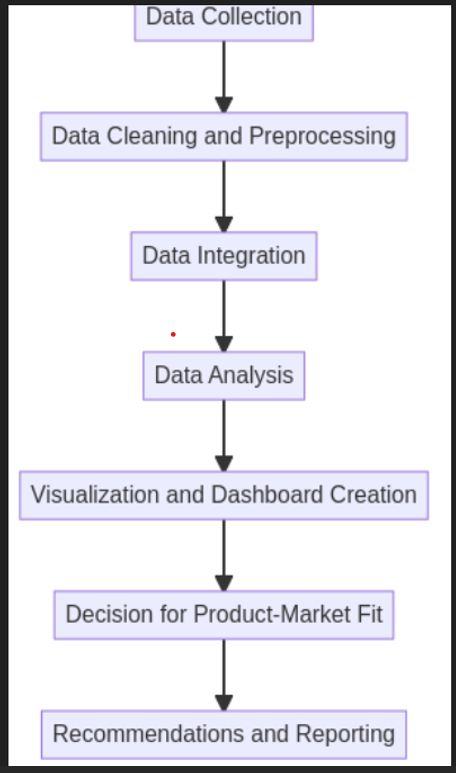 Data Collection
Data Cleaning and Preprocessing
Data Integration
Data Analysis
Visualization and Dashboard Creation
Decision for Product-Market Fit
Recommendations and Reporting